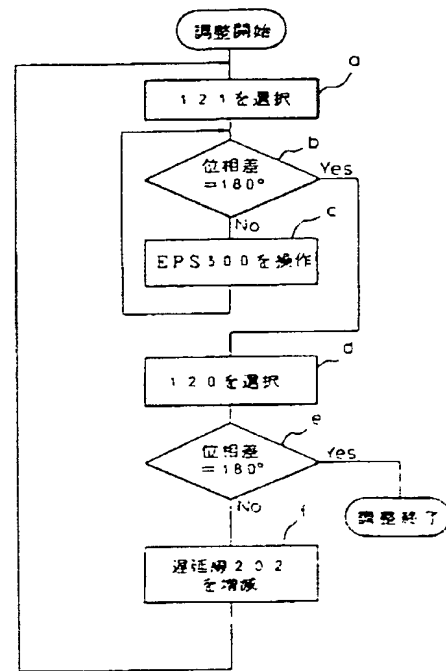 調整開始
a
121を選択
b
位相差
=180°
Yes
No
c
EPS300を操作
d
120を選択
e
位相差
=180°
Yes
No
調整終了
f
遅延線202
を増減